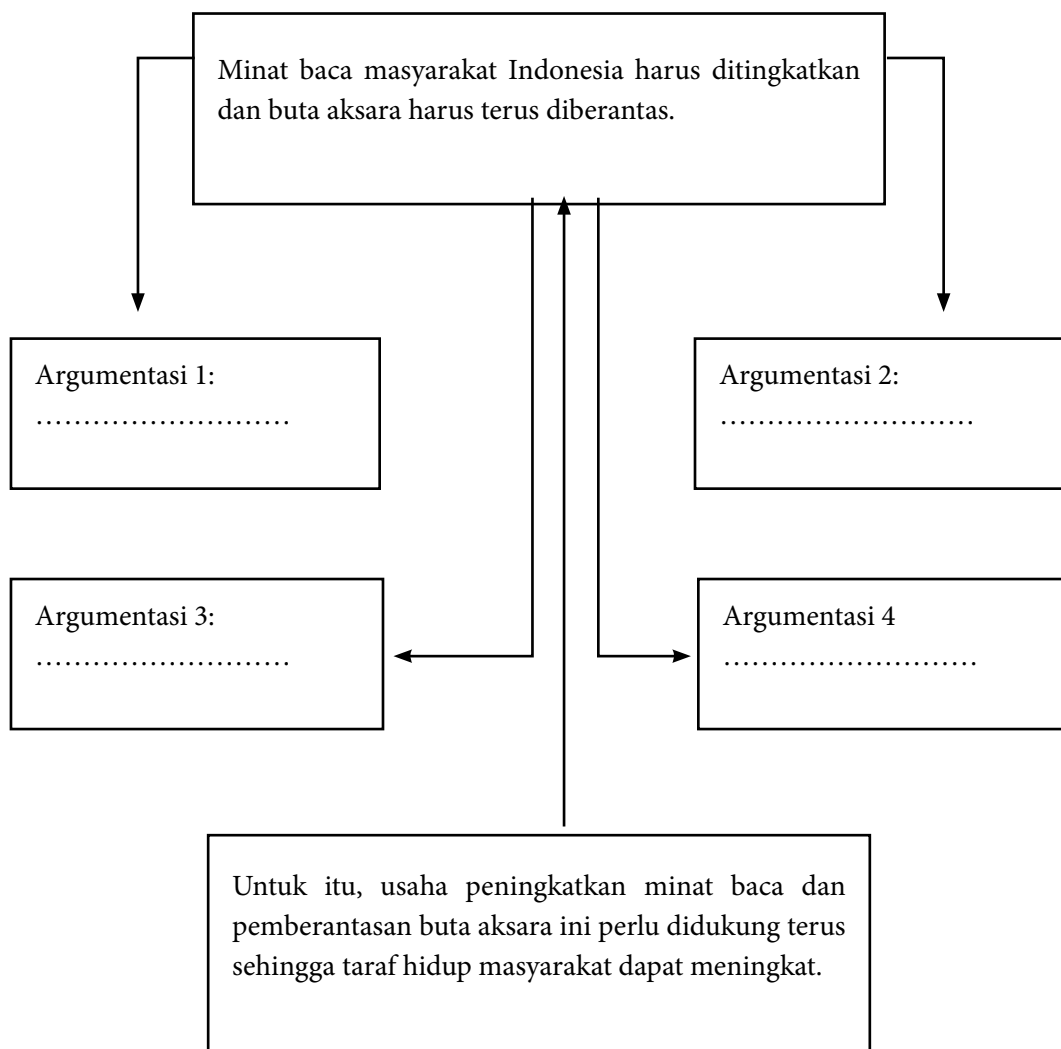 Minat baca masyarakat Indonesia harus ditingkatkan
dan buta aksara harus terus diberantas.
Argumentasi 1:
………………………
Argumentasi 2:
………………………
Argumentasi 3:
………………………
Argumentasi 4
………………………
Untuk itu, usaha peningkatkan minat baca dan
pemberantasan buta aksara ini perlu didukung terus
sehingga taraf hidup masyarakat dapat meningkat.